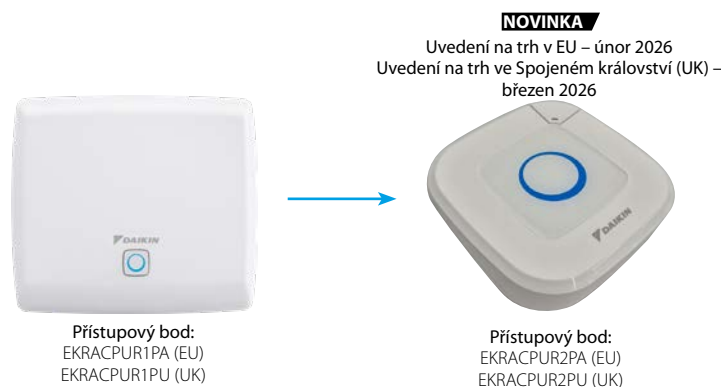 NOVINKA
Uvedení na trh v EU – únor 2026
Uvedení na trh ve Spojeném království (UK) –
březen 2026
DAIKIN
DAIKIN
Přístupový bod:
EKRACPUR1PA (EU)
EKRACPUR1PU (UK)
Přístupový bod:
EKRACPUR2PA (EU)
EKRACPUR2PU (UK)